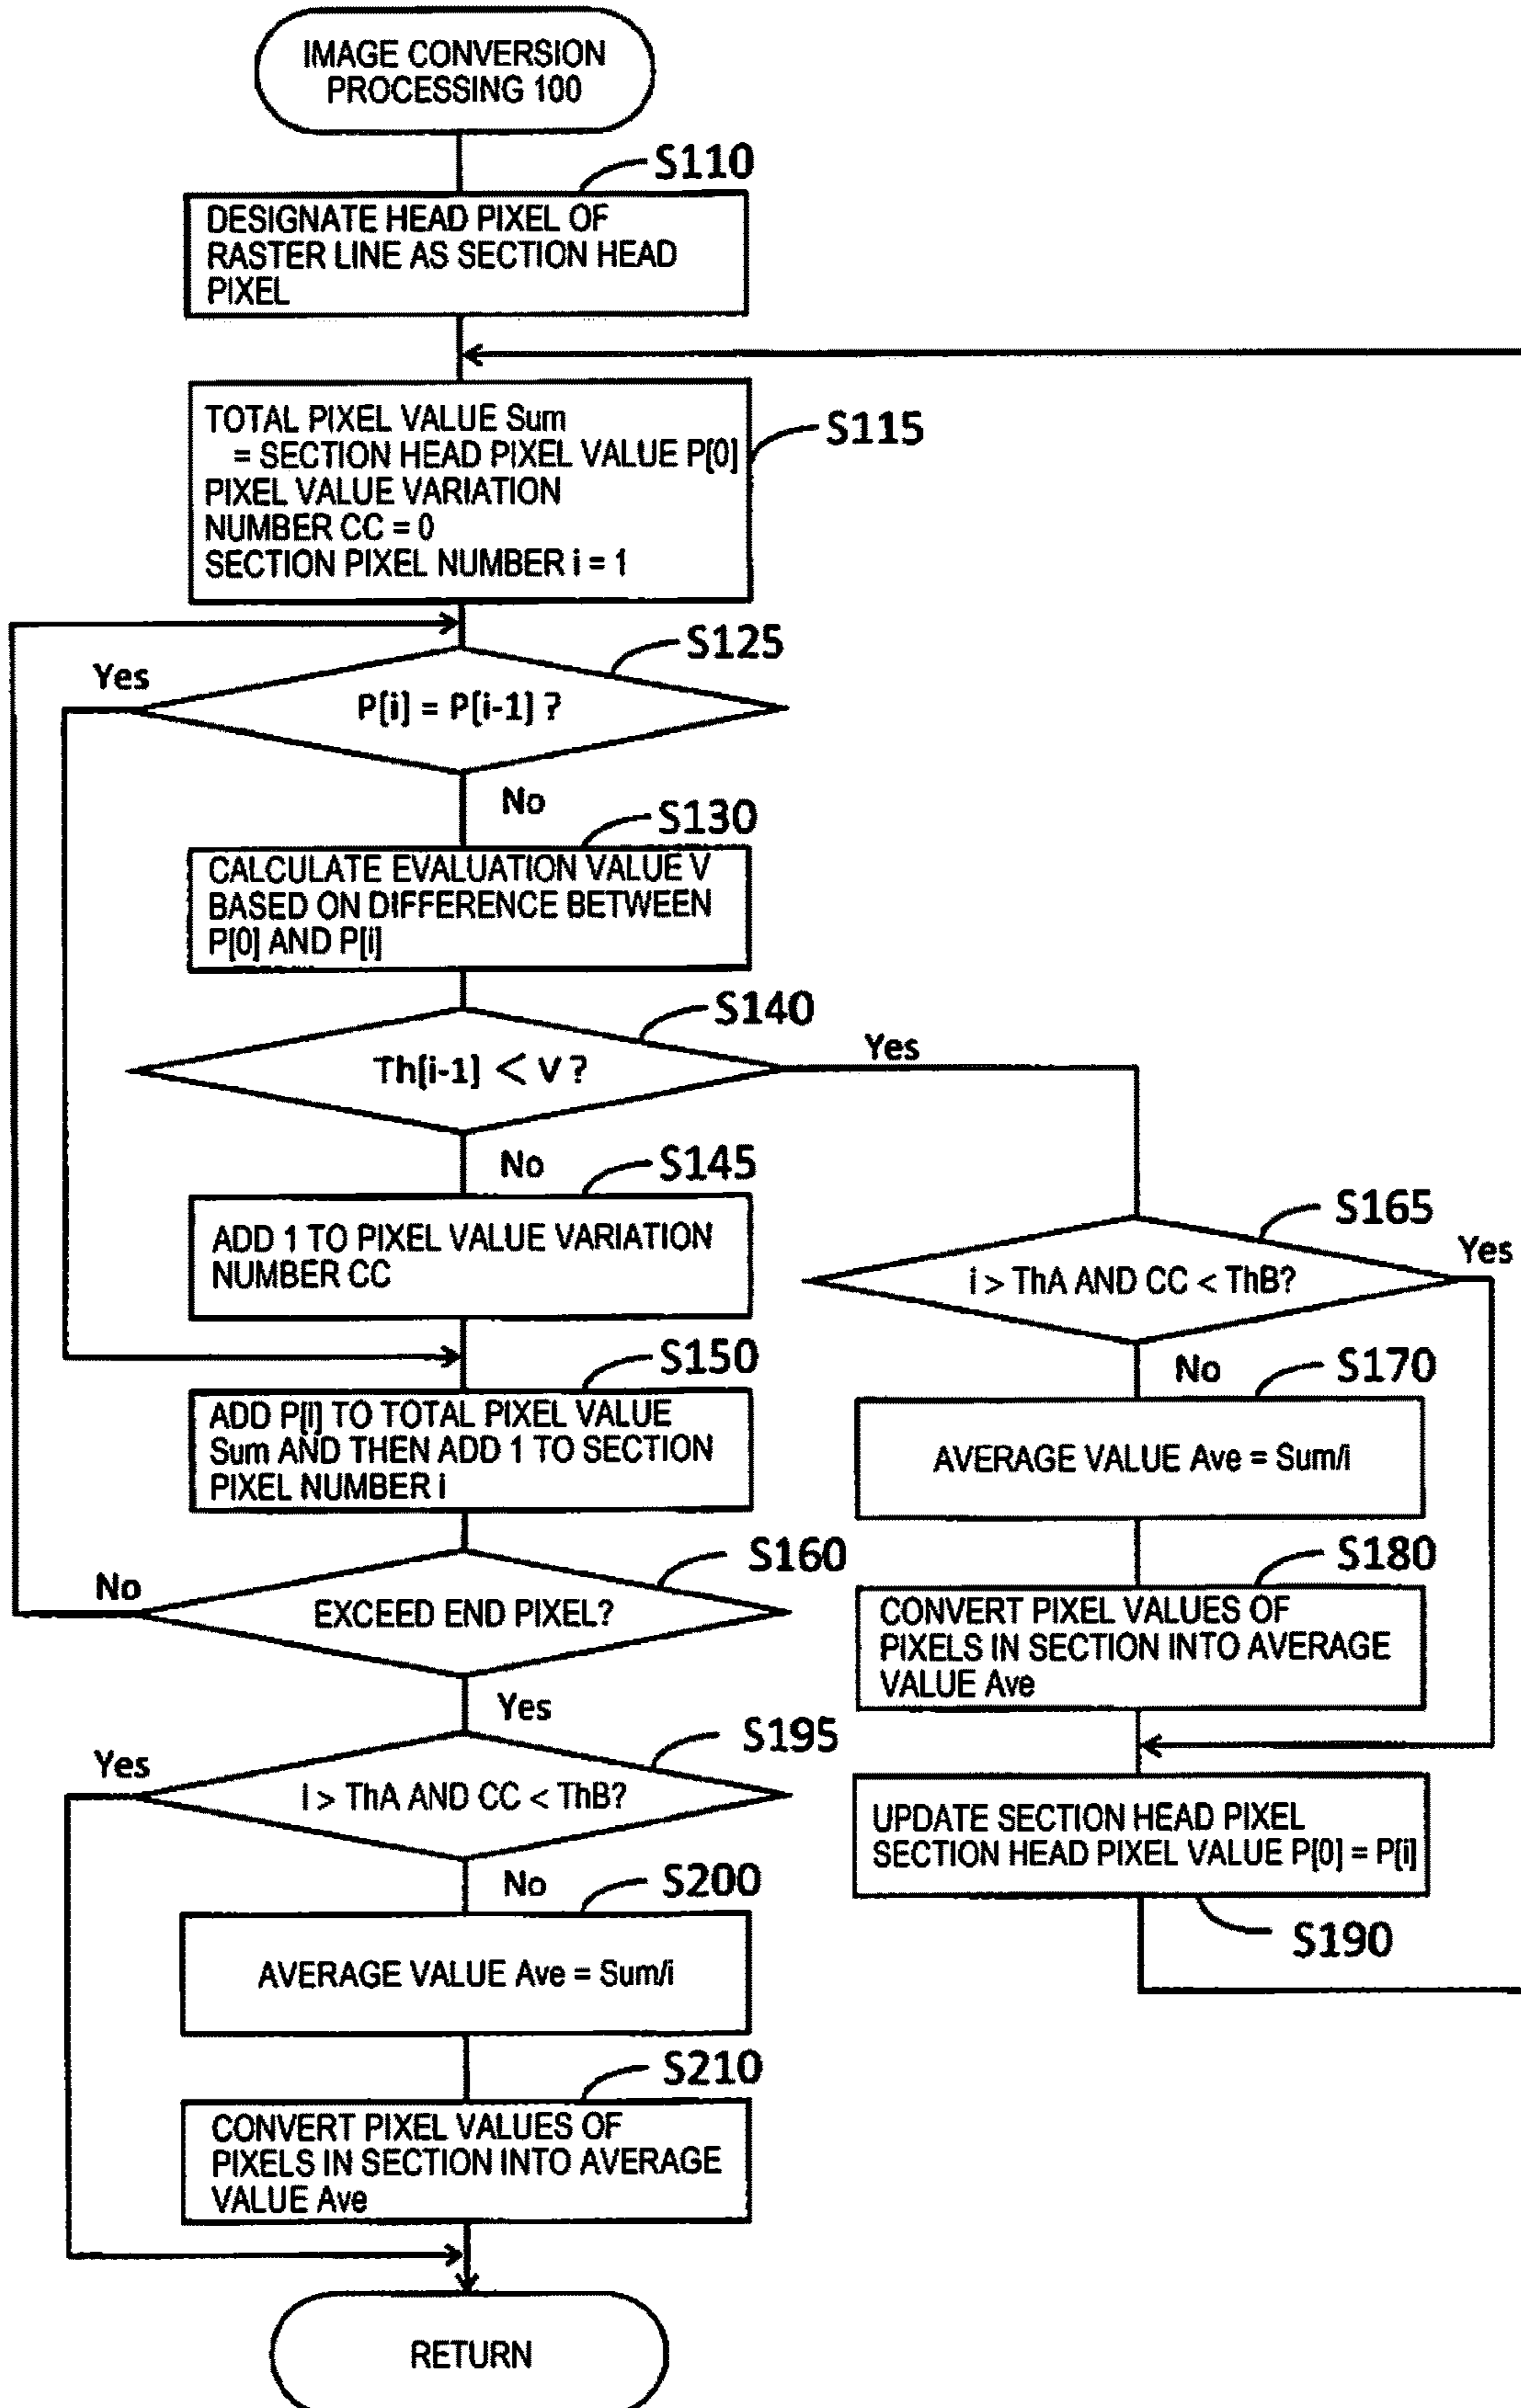 IMAGE CONVERSION
PROCESSING 100
S110
DESIGNATE HEAD PIXEL OF
RASTER LINE AS SECTION HEAD
PIXEL
S115
TOTAL PIXEL VALUE Sum
= SECTION HEAD PIXEL VALUE P[0]
PIXEL VALUE VARIATION
NUMBER CC = 0
SECTION PIXEL NUMBER i = 1
S125
Yes
P[i] = P[i-1] ?
No
S130
CALCULATE EVALUATION VALUE V
BASED ON DIFFERENCE BETWEEN
P[0] AND P[i]
S140
Th[i-1] < V ?
Yes
No
S145
ADD 1 TO PIXEL VALUE VARIATION
NUMBER CC
S150
ADD P[i] TO TOTAL PIXEL VALUE
Sum AND THEN ADD 1 TO SECTION
PIXEL NUMBER i
S160
No
EXCEED END PIXEL?
Yes
S195
Yes
i > ThA AND CC < ThB?
No
S200
AVERAGE VALUE Ave = Sum/i
S210
CONVERT PIXEL VALUES OF
PIXELS IN SECTION INTO AVERAGE
VALUE Ave
RETURN
S165
Yes
i > ThA AND CC < ThB?
No
S170
AVERAGE VALUE Ave = Sum/i
S180
CONVERT PIXEL VALUES OF
PIXELS IN SECTION INTO AVERAGE
VALUE Ave
UPDATE SECTION HEAD PIXEL
SECTION HEAD PIXEL VALUE P[0] = P[i]
S190